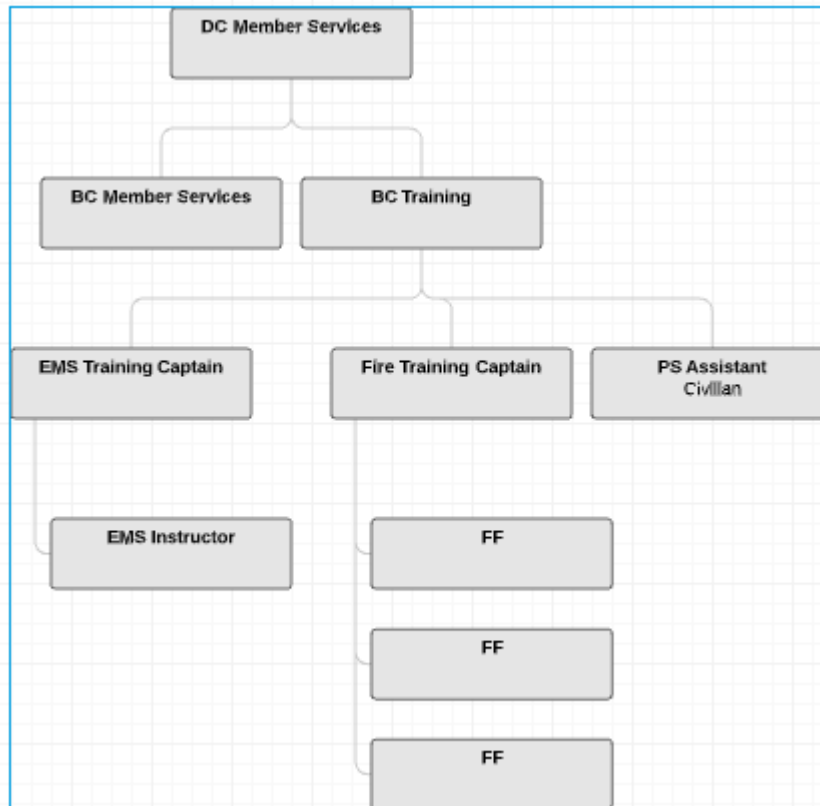 DC Member Services
BC Member Services
BC Training
EMS Training Captain
Fire Training Captain
PS Assistant
Civilian
EMS Instructor
FF
FF
FF